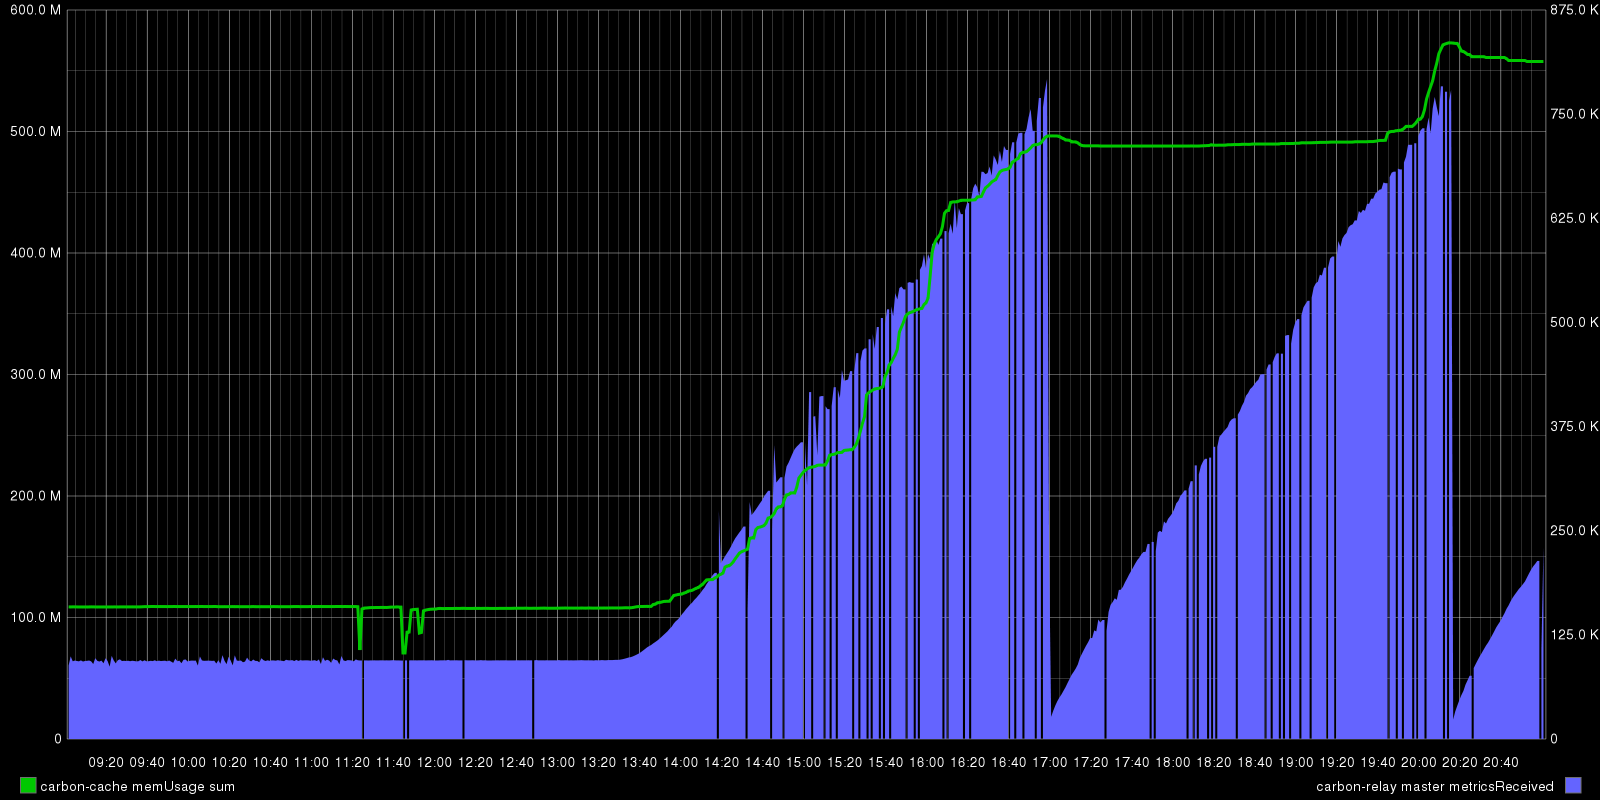 600.0 M
500.0 M
400.0 M
300.0 M
200.0 M
100.0 M
0
875.0 K
750.0 K
625.0 K
500.0 K
375.0 K
250.0 K
125.0 K
0
09:20 09:40 10:00 10:20 10:40 11:00 11:20 11:40 12:00 12:20 12:40 13:00 13:20 13:40 14:00 14:20 14:40 15:00 15:20 15:40 16:00 16:20 16:40 17:00 17:20 17:40 18:00 18:20 18:40 19:00 19:20 19:40 20:00 20:20 20:40
carbon-cache memUsage sum
carbon-relay master metricsReceived